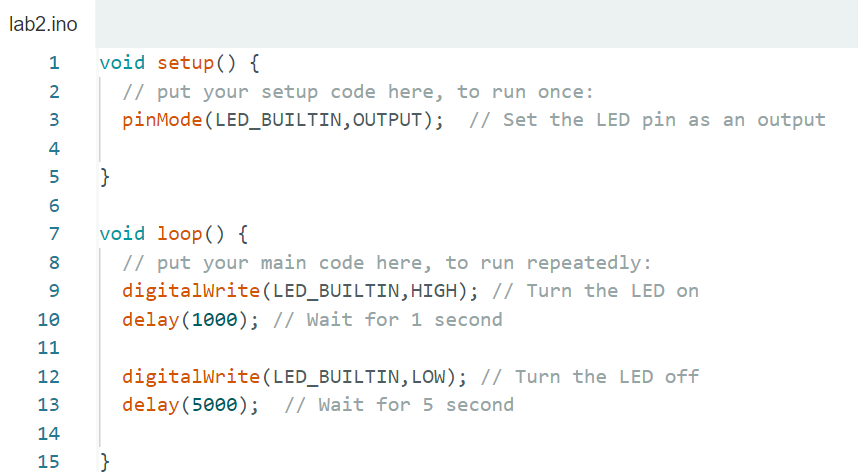 lab2.ino
1 void setup() {
2 // put your setup code here, to run once:
3 pinMode(LED_BUILTIN,OUTPUT);  // Set the LED pin as an output
4
5 }
6
7 void loop() {
8 // put your main code here, to run repeatedly:
9 digitalWrite(LED_BUILTIN,HIGH); // Turn the LED on
10 delay(1000); // Wait for 1 second
11
12 digitalWrite(LED_BUILTIN,LOW); // Turn the LED off
13 delay(5000);  // Wait for 5 second
14
15 }